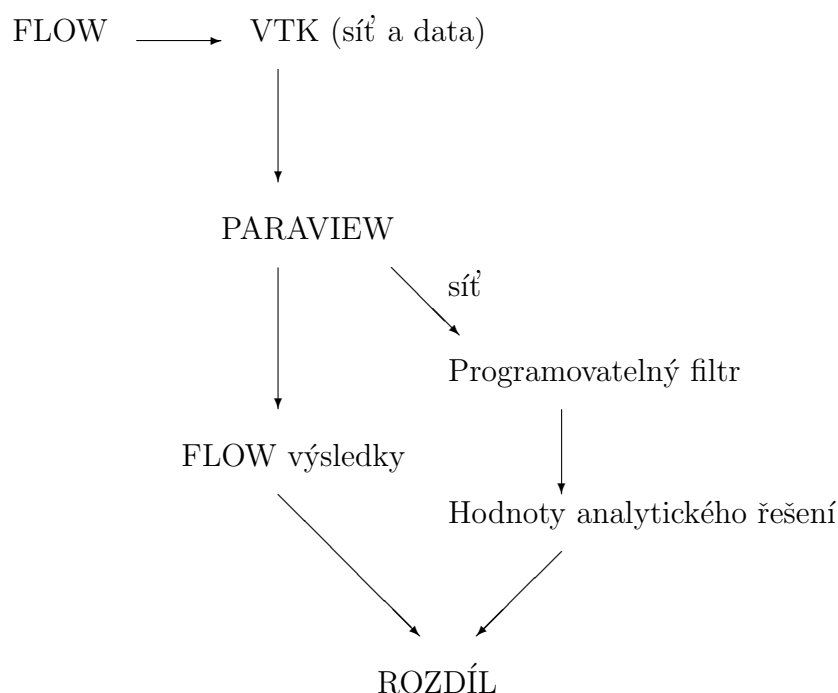 FLOW VTK (síť a data)
PARAVIEW
síť
Programovatelný filtr
FLOW výsledky
Hodnoty analytického řešení
ROZDÍL